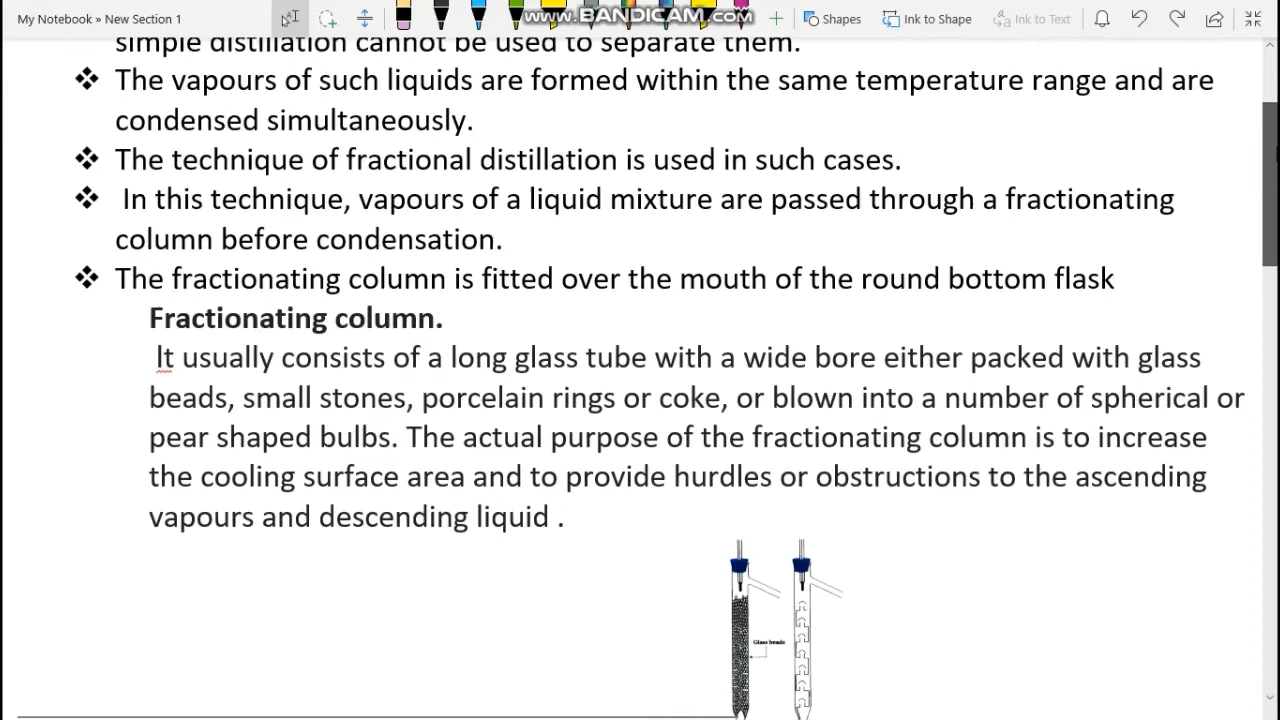 My Notebook » New Section 1
www.BANDICAM.com
Shapes
Ink to Shape
Ink to Text
simple distillation cannot be used to separate them.
❖ The vapours of such liquids are formed within the same temperature range and are
condensed simultaneously.
❖ The technique of fractional distillation is used in such cases.
❖ In this technique, vapours of a liquid mixture are passed through a fractionating
column before condensation.
❖ The fractionating column is fitted over the mouth of the round bottom flask
Fractionating column.
It usually consists of a long glass tube with a wide bore either packed with glass
beads, small stones, porcelain rings or coke, or blown into a number of spherical or
pear shaped bulbs. The actual purpose of the fractionating column is to increase
the cooling surface area and to provide hurdles or obstructions to the ascending
vapours and descending liquid .
Glass beads